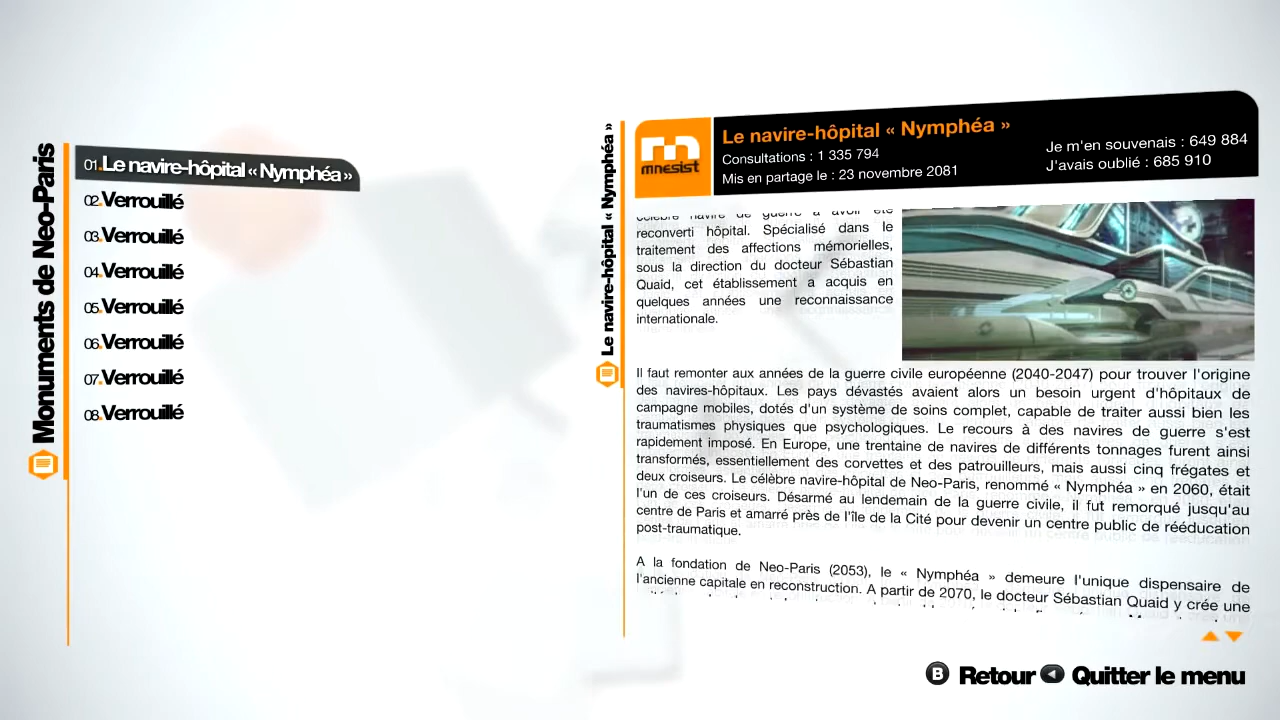 Monuments de Neo-Paris
01.Le navire-hôpital « Nymphéa »
02.Verrouillé
03.Verrouillé
04.Verrouillé
05.Verrouillé
06.Verrouillé
07.Verrouillé
08.Verrouillé
Le navire-hôpital « Nymphéa »
mnesist
Le navire-hôpital « Nymphéa »
Consultations : 1 335 794
Mis en partage le : 23 novembre 2081
Je m'en souvenais : 649 884
J'avais oublié : 685 910
célèbre navire de guerre à avoir été
reconverti hôpital. Spécialisé dans le
traitement des affections mémorielles,
sous la direction du docteur Sébastian
Quaid, cet établissement a acquis en
quelques années une reconnaissance
internationale.
Il faut remonter aux années de la guerre civile européenne (2040-2047) pour trouver l'origine
des navires-hôpitaux. Les pays dévastés avaient alors un besoin urgent d'hôpitaux de
campagne mobiles, dotés d'un système de soins complet, capable de traiter aussi bien les
traumatismes physiques que psychologiques. Le recours à des navires de guerre s'est
rapidement imposé. En Europe, une trentaine de navires de différents tonnages furent ainsi
transformés, essentiellement des corvettes et des patrouilleurs, mais aussi cinq frégates et
deux croiseurs. Le célèbre navire-hôpital de Neo-Paris, renommé « Nymphéa » en 2060, était
l'un de ces croiseurs. Désarmé au lendemain de la guerre civile, il fut remorqué jusqu'au
centre de Paris et amarré près de l'île de la Cité pour devenir un centre public de rééducation
post-traumatique.
A la fondation de Neo-Paris (2053), le « Nymphéa » demeure l'unique dispensaire de
l'ancienne capitale en reconstruction. A partir de 2070, le docteur Sébastian Quaid y crée une
B Retour Quitter le menu